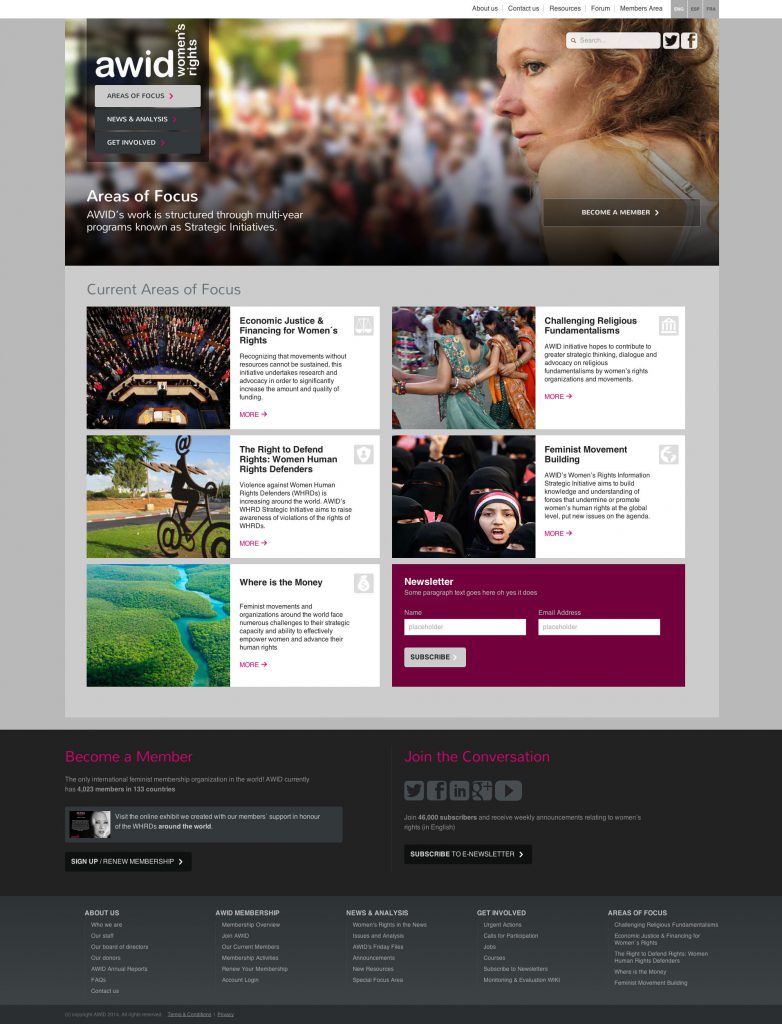 About us | Contact us | Resources | Forum | Members Area ENG ESP FRA
awid women's rights
Search...
AREAS OF FOCUS
NEWS & ANALYSIS
GET INVOLVED
Areas of Focus
AWID´s work is structured through multi-year
programs known as Strategic Initiatives.
BECOME A MEMBER
Current Areas of Focus
Economic Justice &
Financing for Women´s
Rights
Recognizing that movements without
resources cannot be sustained, this
initiative undertakes research and
advocacy in order to significantly
increase the amount and quality of
funding.
MORE
Challenging Religious
Fundamentalisms
AWID initiative hopes to contribute to
greater strategic thinking, dialogue and
advocacy on religious
fundamentalisms by women's rights
organizations and movements.
MORE
The Right to Defend
Rights: Women Human
Rights Defenders
Violence against Women Human
Rights Defenders (WHRDs) is
increasing around the world. AWID's
WHRD Strategic Initiative aims to raise
awareness of violations of the rights of
WHRDs.
MORE
Feminist Movement
Building
AWID's Women's Rights Information
Strategic Initiative aims to build
knowledge and understanding of
forces that undermine or promote
women's human rights at the global
level, put new issues on the agenda.
MORE
Where is the Money
Feminist movements and
organizations around the world face
numerous challenges to their strategic
capacity and ability to effectively
empower women and advance their
human rights
MORE
Newsletter
Some paragraph text goes here oh yes it does
Name
Email Address
placeholder
placeholder
SUBSCRIBE
Become a Member
The only international feminist membership organization in the world! AWID currently
has 4,023 members in 133 countries
Visit the online exhibit we created with our members´ support in honour
of the WHRDs around the world.
SIGN UP / RENEW MEMBERSHIP
Join the Conversation
Join 46,000 subscribers and receive weekly announcements relating to women´s
rights (in English)
SUBSCRIBE TO E-NEWSLETTER
ABOUT US
Who we are
Our staff
Our board of directors
Our donors
AWID Annual Reports
FAQs
Contact us
AWID MEMBERSHIP
Membership Overview
Join AWID
Our Current Members
Membership Activities
Renew Your Membership
Account Login
NEWS & ANALYSIS
Women's Rights in the News
Issues and Analysis
AWID's Friday Files
Announcements
New Resources
Special Focus Area
GET INVOLVED
Urgent Actions
Calls for Participation
Jobs
Courses
Subscribe to Newsletters
Monitoring & Evaluation WIKI
AREAS OF FOCUS
Challenging Religious Fundamentalisms
Economic Justice & Financing for
Women´s Rights
The Right to Defend Rights: Women
Human Rights Defenders
Where is the Money
Feminist Movement Building
(c) copyright AWID 2014, All rights reserved Terms & Conditions | Privacy